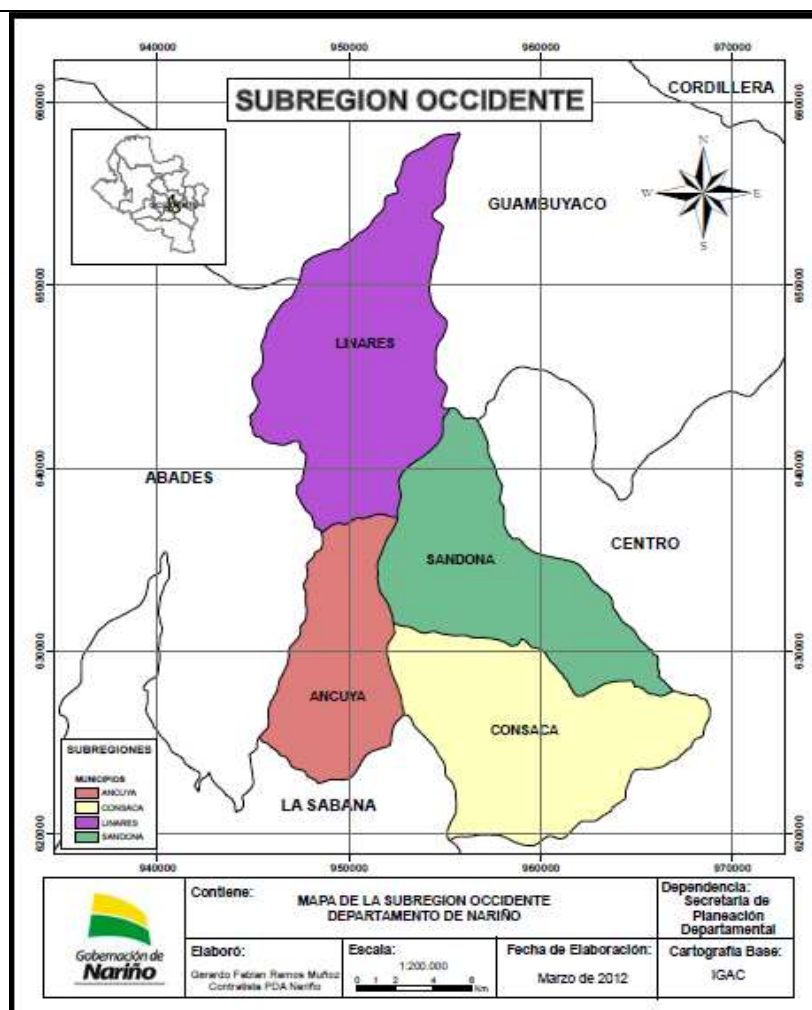 940000 950000 960000 970000
SUBREGION OCCIDENTE
CORDILLERA
660000 660000
N
W E
S
GUAMBUYACO
650000 650000
LINARES
ABADES
640000 640000
CENTRO
SANDONA
630000 630000
ANCUYA
CONSACA
LA SABANA
620000 620000
SUBREGIONES
MUNICIPIOS
ANCUYA
CONSACA
LINARES
SANDONA
940000 950000 960000 970000
Gobernación de
Nariño
Contiene:
MAPA DE LA SUBREGION OCCIDENTE
DEPARTAMENTO DE NARIÑO
Dependencia:
Secretaria de
Planeación
Departamental
Elaboró:
Gerardo Fabian Ramos Muñoz
Contratista PDA Nariño
Escala:
1:200.000
0 1 2 4 6
Km
Fecha de Elaboración:
Marzo de 2012
Cartografia Base:
IGAC